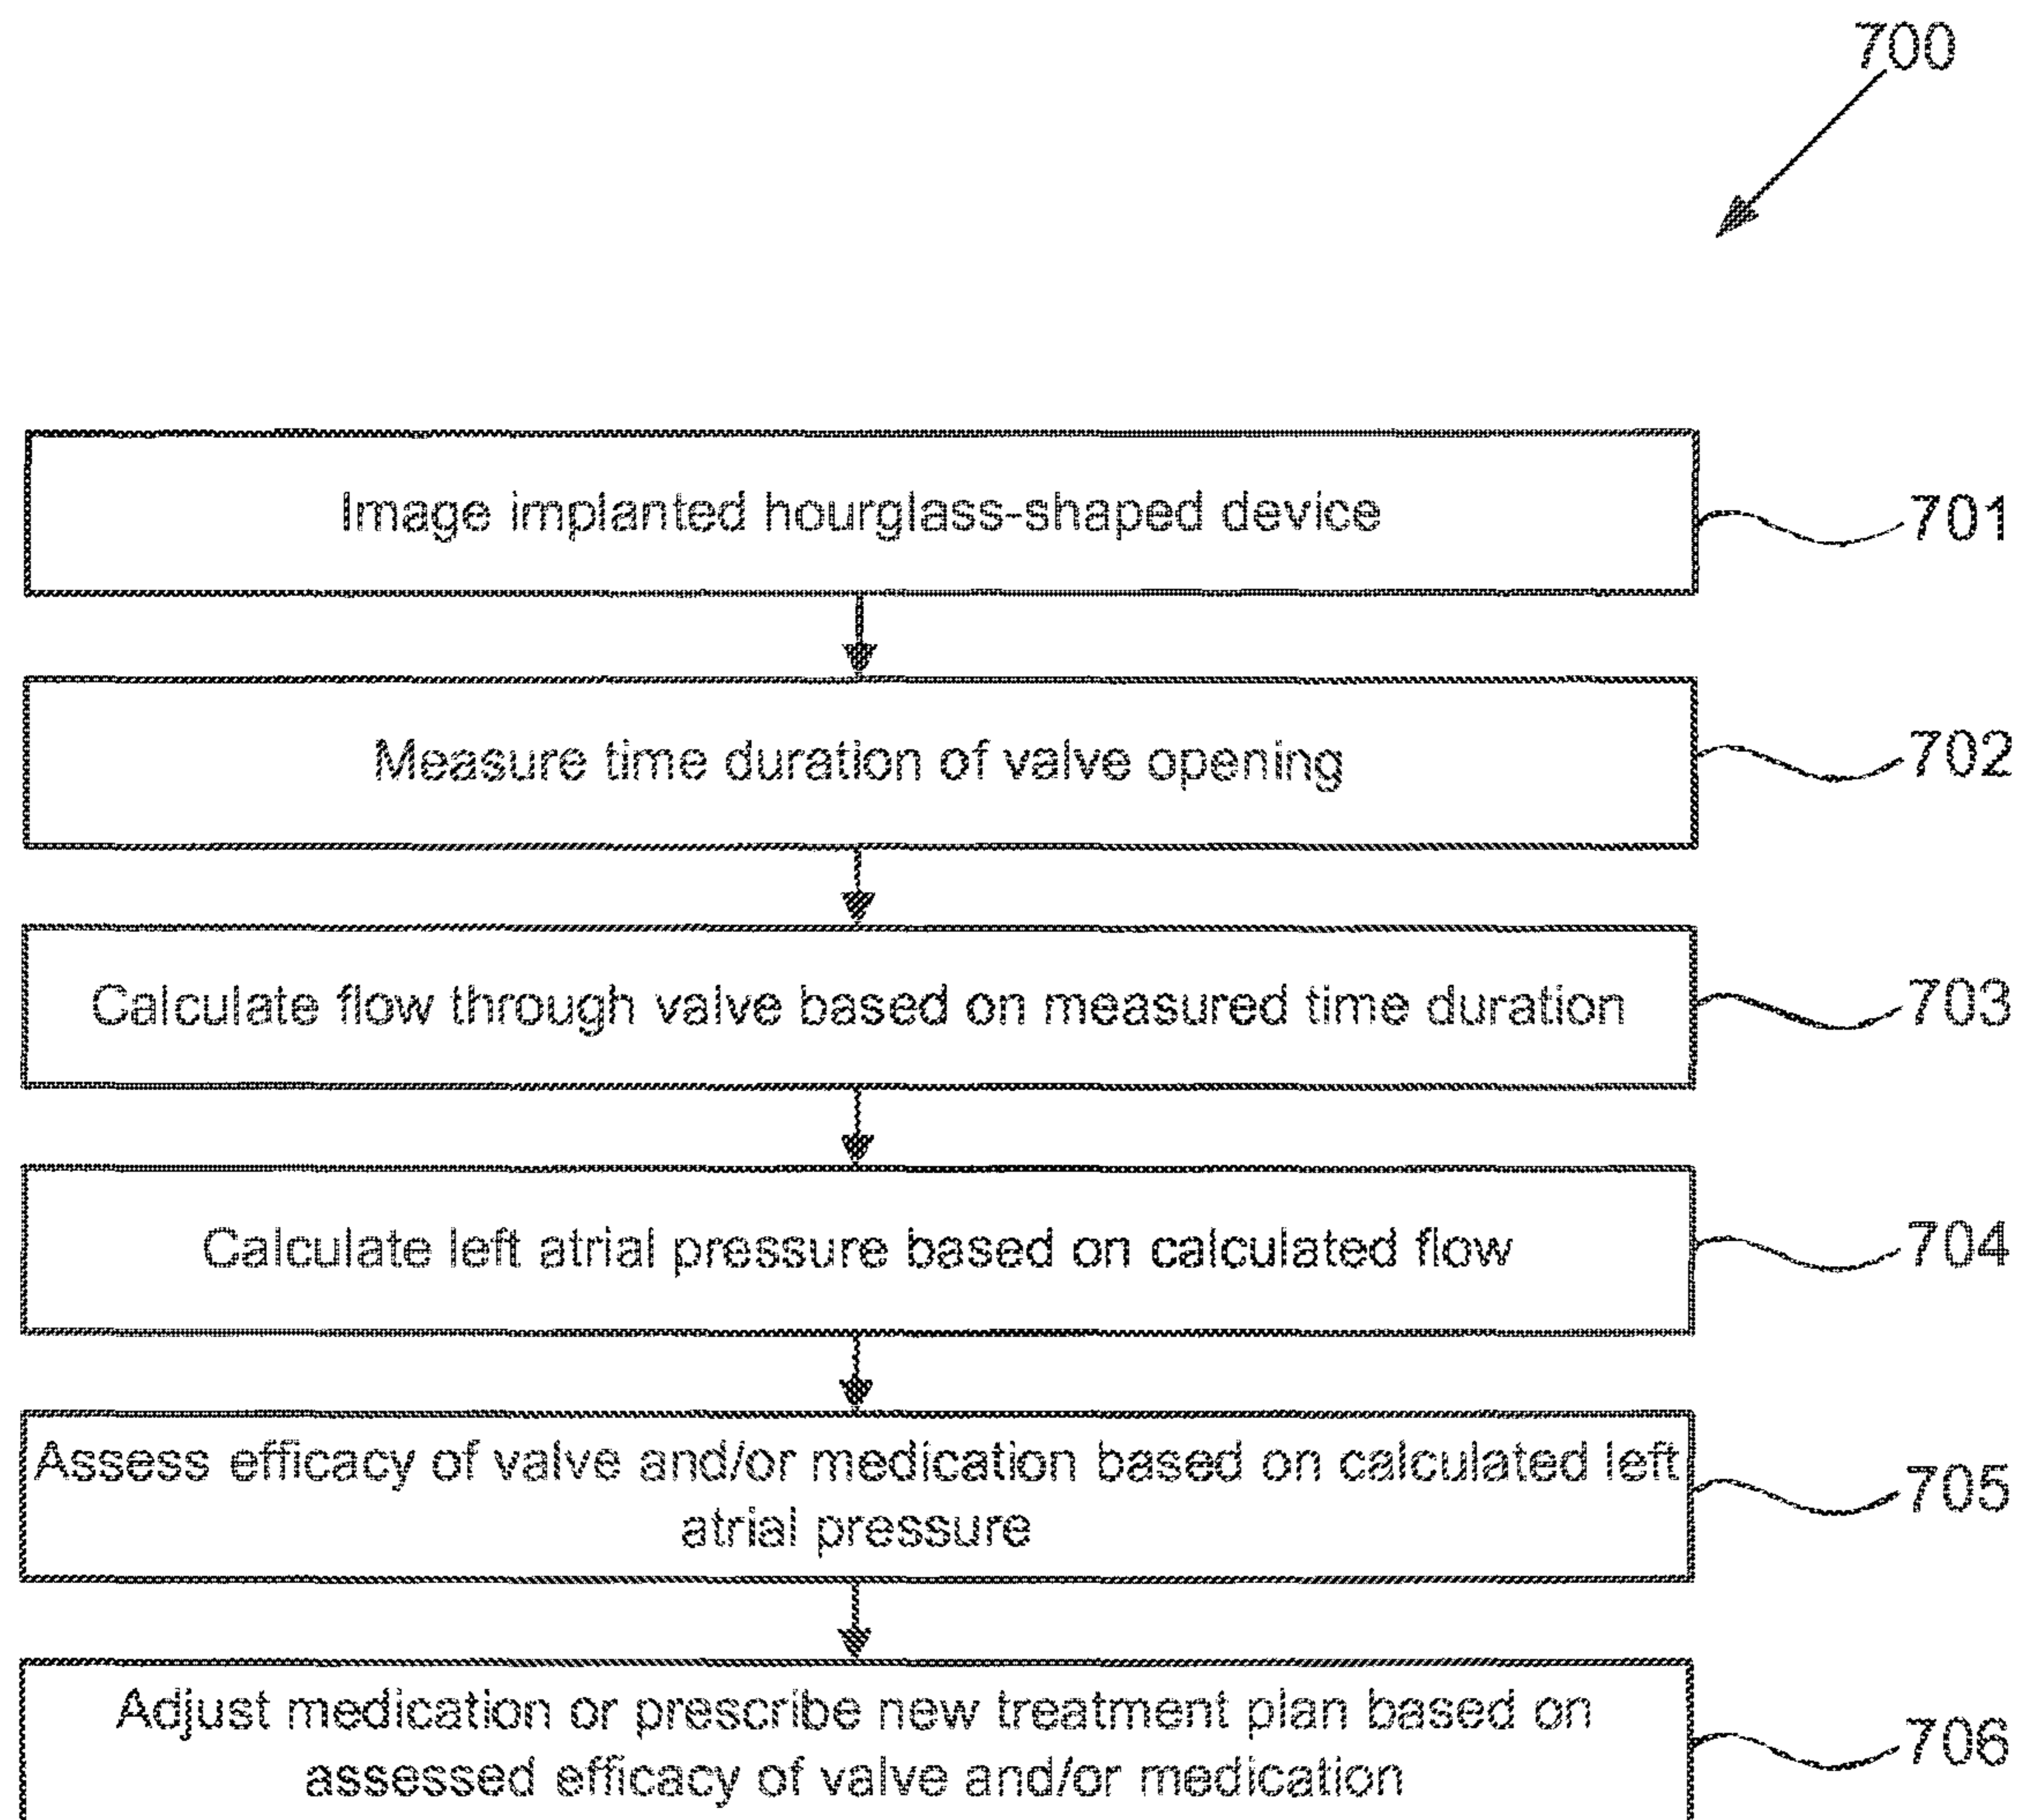 700
Image implanted hourglass-shaped device
701
Measure time duration of valve opening
702
Calculate flow through valve based on measured time duration
703
Calculate left atrial pressure based on calculated flow
704
Assess efficacy of valve and/or medication based on calculated left
atrial pressure
705
Adjust medication or prescribe new treatment plan based on
assessed efficacy of valve and/or medication
706